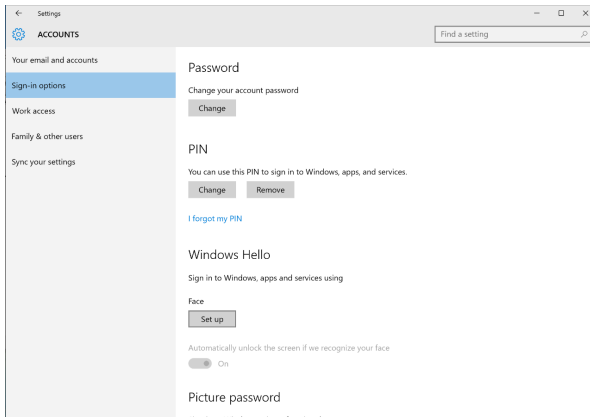 Settings
ACCOUNTS
Find a setting
Your email and accounts
Sign-in options
Work access
Family & other users
Sync your settings
Password
Change your account password
Change
PIN
You can use this PIN to sign in to Windows, apps, and services.
Change Remove
I forgot my PIN
Windows Hello
Sign in to Windows, apps and services using
Face
Set up
Automatically unlock the screen if we recognize your face
On
Picture password